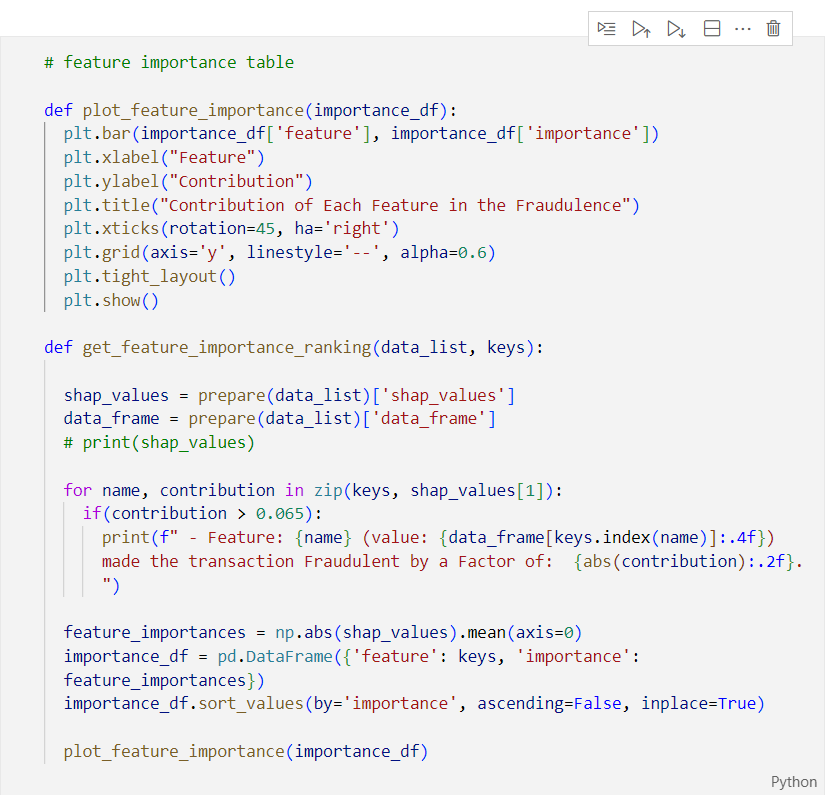 # feature importance table

def plot_feature_importance(importance_df):
  plt.bar(importance_df['feature'], importance_df['importance'])
  plt.xlabel("Feature")
  plt.ylabel("Contribution")
  plt.title("Contribution of Each Feature in the Fraudulence")
  plt.xticks(rotation=45, ha='right')
  plt.grid(axis='y', linestyle='--', alpha=0.6)
  plt.tight_layout()
  plt.show()

def get_feature_importance_ranking(data_list, keys):

  shap_values = prepare(data_list)['shap_values']
  data_frame = prepare(data_list)['data_frame']
  # print(shap_values)

  for name, contribution in zip(keys, shap_values[1]):
    if(contribution > 0.065):
      print(f" - Feature: {name} (value: {data_frame[keys.index(name)]:.4f})
      made the transaction Fraudulent by a Factor of:  {abs(contribution):.2f}.
      ")

  feature_importances = np.abs(shap_values).mean(axis=0)
  importance_df = pd.DataFrame({'feature': keys, 'importance':
  feature_importances})
  importance_df.sort_values(by='importance', ascending=False, inplace=True)

  plot_feature_importance(importance_df)
Python